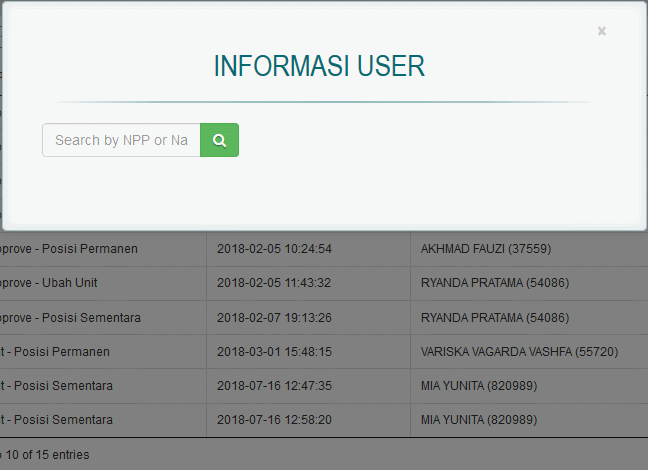 ×
INFORMASI USER
Search by NPP or Na
pprove - Posisi Permanen 2018-02-05 10:24:54 AKHMAD FAUZI (37559)
pprove - Ubah Unit 2018-02-05 11:43:32 RYANDA PRATAMA (54086)
pprove - Posisi Sementara 2018-02-07 19:13:26 RYANDA PRATAMA (54086)
t - Posisi Permanen 2018-03-01 15:48:15 VARISKA VAGARDA VASHFA (55720)
t - Posisi Sementara 2018-07-16 12:47:35 MIA YUNITA (820989)
t - Posisi Sementara 2018-07-16 12:58:20 MIA YUNITA (820989)
o 10 of 15 entries